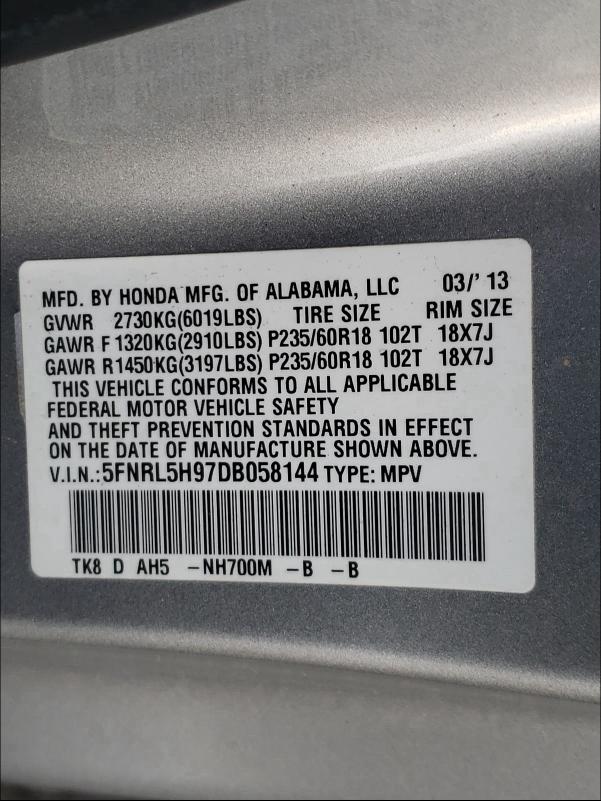 MFD. BY HONDA MFG. OF ALABAMA, LLC 03/' 13
GVWR 2730KG(6019LBS) TIRE SIZE RIM SIZE
GAWR F 1320KG(2910LBS) P235/60R18 102T 18X7J
GAWR R1450KG(3197LBS) P235/60R18 102T 18X7J
THIS VEHICLE CONFORMS TO ALL APPLICABLE
FEDERAL MOTOR VEHICLE SAFETY
AND THEFT PREVENTION STANDARDS IN EFFECT
ON THE DATE OF MANUFACTURE SHOWN ABOVE.
V.I.N.:5FNRL5H97DB058144 TYPE: MPV
TK8 D AH5 -NH700M -B -B